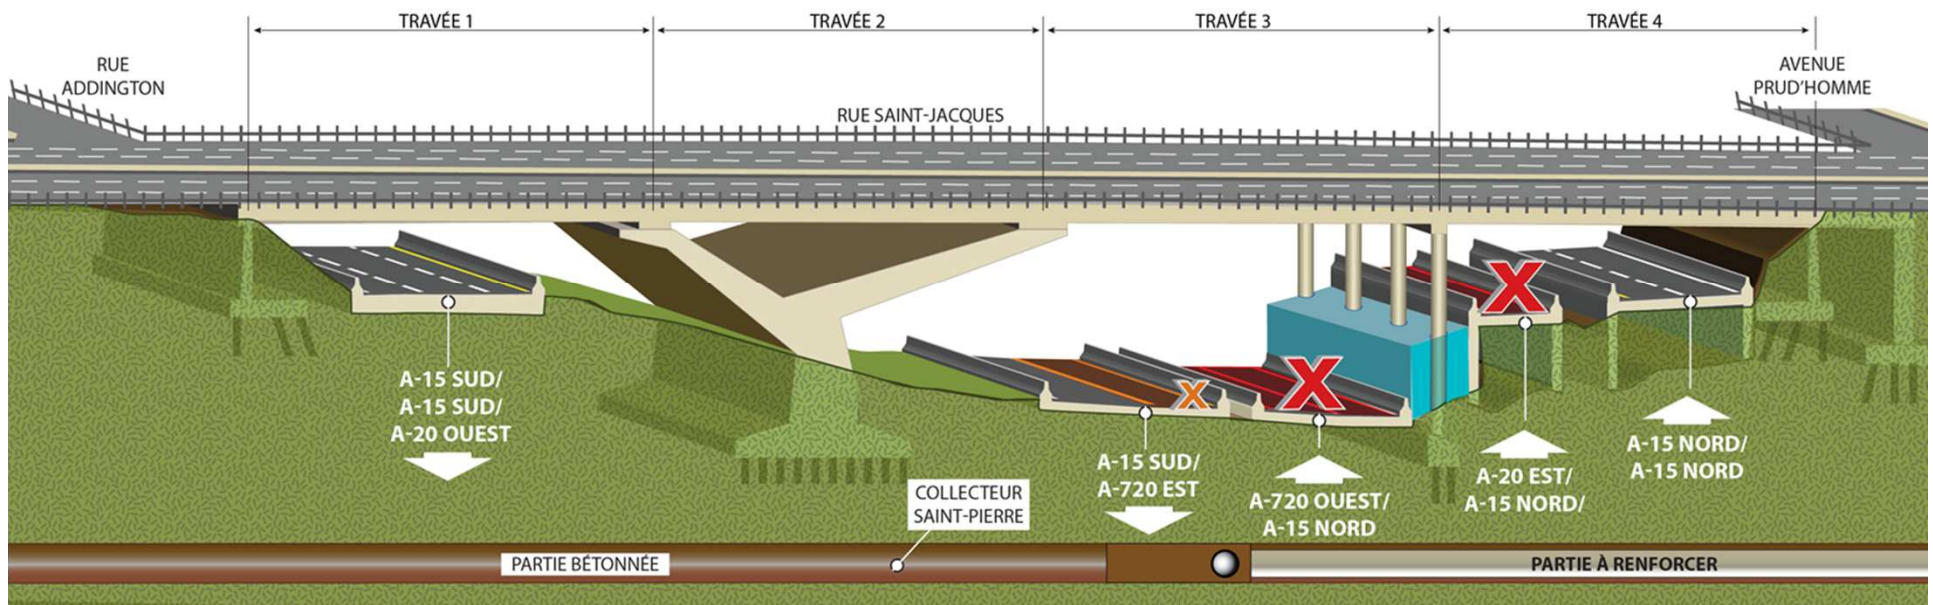 TRAVÉE 1
TRAVÉE 2
TRAVÉE 3
TRAVÉE 4
RUE
ADDINGTON
AVENUE
PRUD'HOMME
RUE SAINT-JACQUES
X
X
X
A-15 SUD/
A-15 SUD/
A-20 OUEST
A-15 SUD/
A-720 EST
A-720 OUEST/
A-15 NORD
A-20 EST/
A-15 NORD/
A-15 NORD/
A-15 NORD
COLLECTEUR
SAINT-PIERRE
PARTIE BÉTONNÉE
PARTIE À RENFORCER